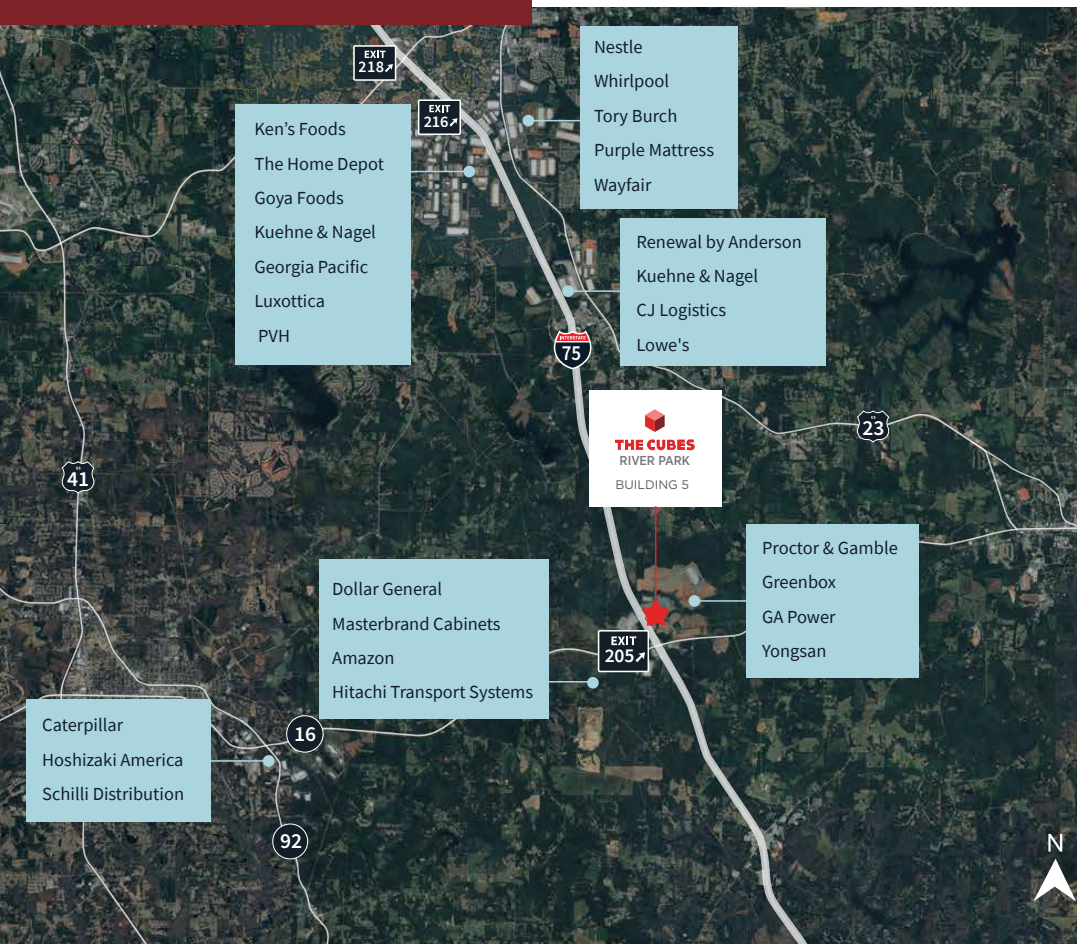 EXIT
218
EXIT
216
Nestle
Whirlpool
Tory Burch
Purple Mattress
Wayfair
Ken's Foods
The Home Depot
Goya Foods
Kuehne & Nagel
Georgia Pacific
Luxottica
PVH
Renewal by Anderson
Kuehne & Nagel
CJ Logistics
Lowe's
INTERSTATE
75
THE CUBES
RIVER PARK
BUILDING 5
US
23
US
41
Proctor & Gamble
Greenbox
GA Power
Yongsan
Dollar General
Masterbrand Cabinets
Amazon
Hitachi Transport Systems
EXIT
205
Caterpillar
Hoshizaki America
Schilli Distribution
16
92
N